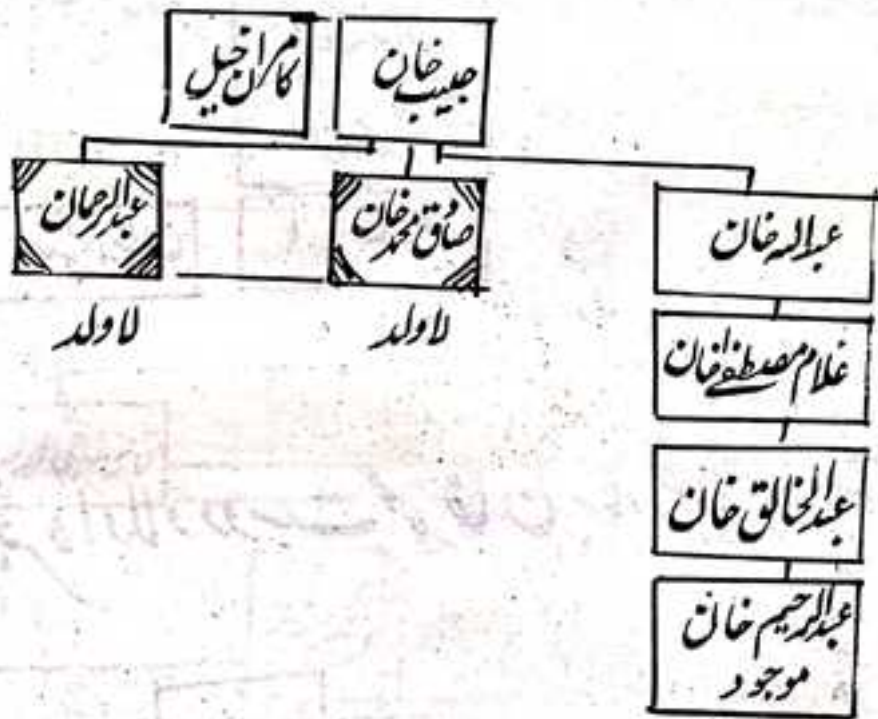 حبیب خان
کامران خیل
عبداللہ خان
صادق محمد خان
عبدالرحمان
لاولد
لاولد
غلام مصطفےٰ خان
عبدالخالق خان
عبدالرحیم خان
موجود